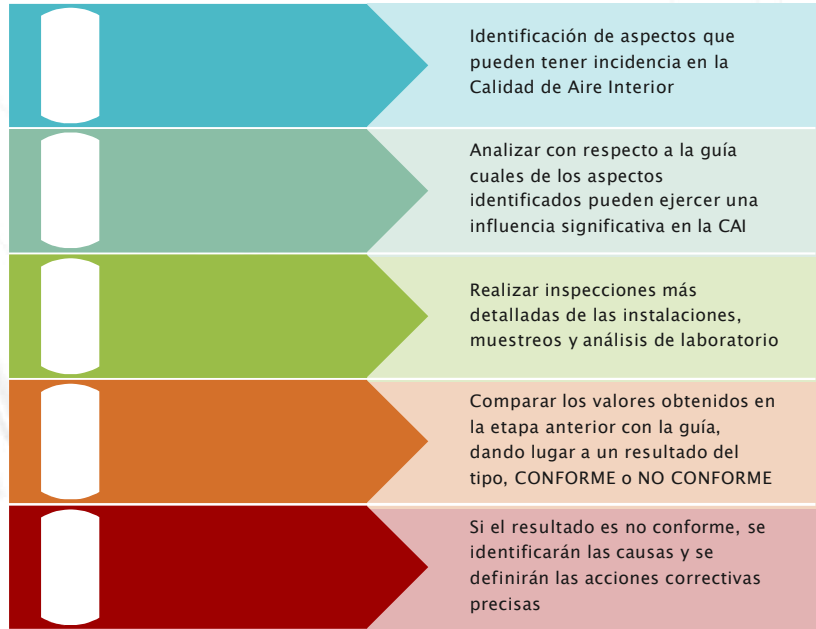 Identificación de aspectos que
pueden tener incidencia en la
Calidad de Aire Interior
Analizar con respecto a la guía
cuales de los aspectos
identificados pueden ejercer una
influencia significativa en la CAI
Realizar inspecciones más
detalladas de las instalaciones,
muestreos y análisis de laboratorio
Comparar los valores obtenidos en
la etapa anterior con la guía,
dando lugar a un resultado del
tipo, CONFORME o NO CONFORME
Si el resultado es no conforme, se
identificarán las causas y se
definirán las acciones correctivas
precisas